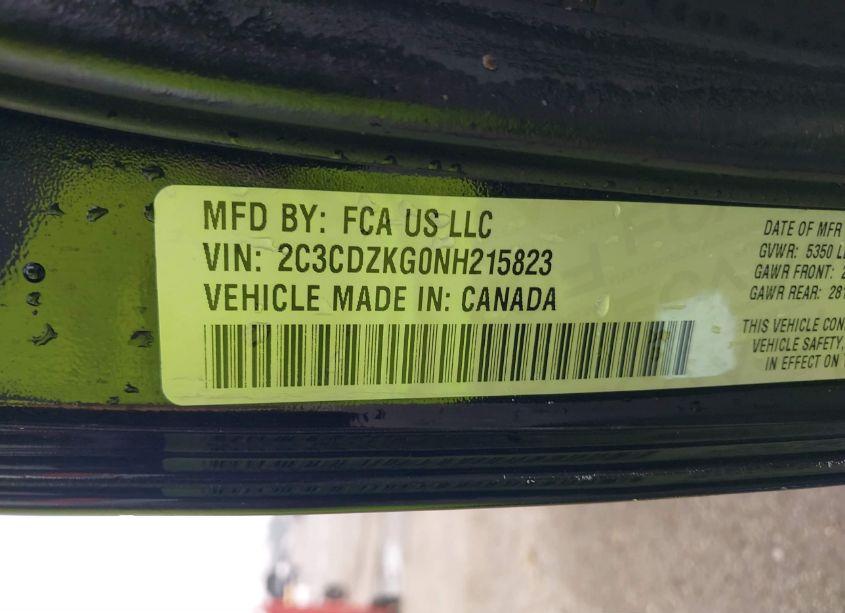 MFD BY: FCA US LLC
VIN: 2C3CDZKG0NH215823
VEHICLE MADE IN: CANADA
DATE OF MFR
GVWR: 5350
GAWR FRONT:
GAWR REAR:
THIS VEHICLE
VEHICLE SAFETY,
IN EFFECT ON